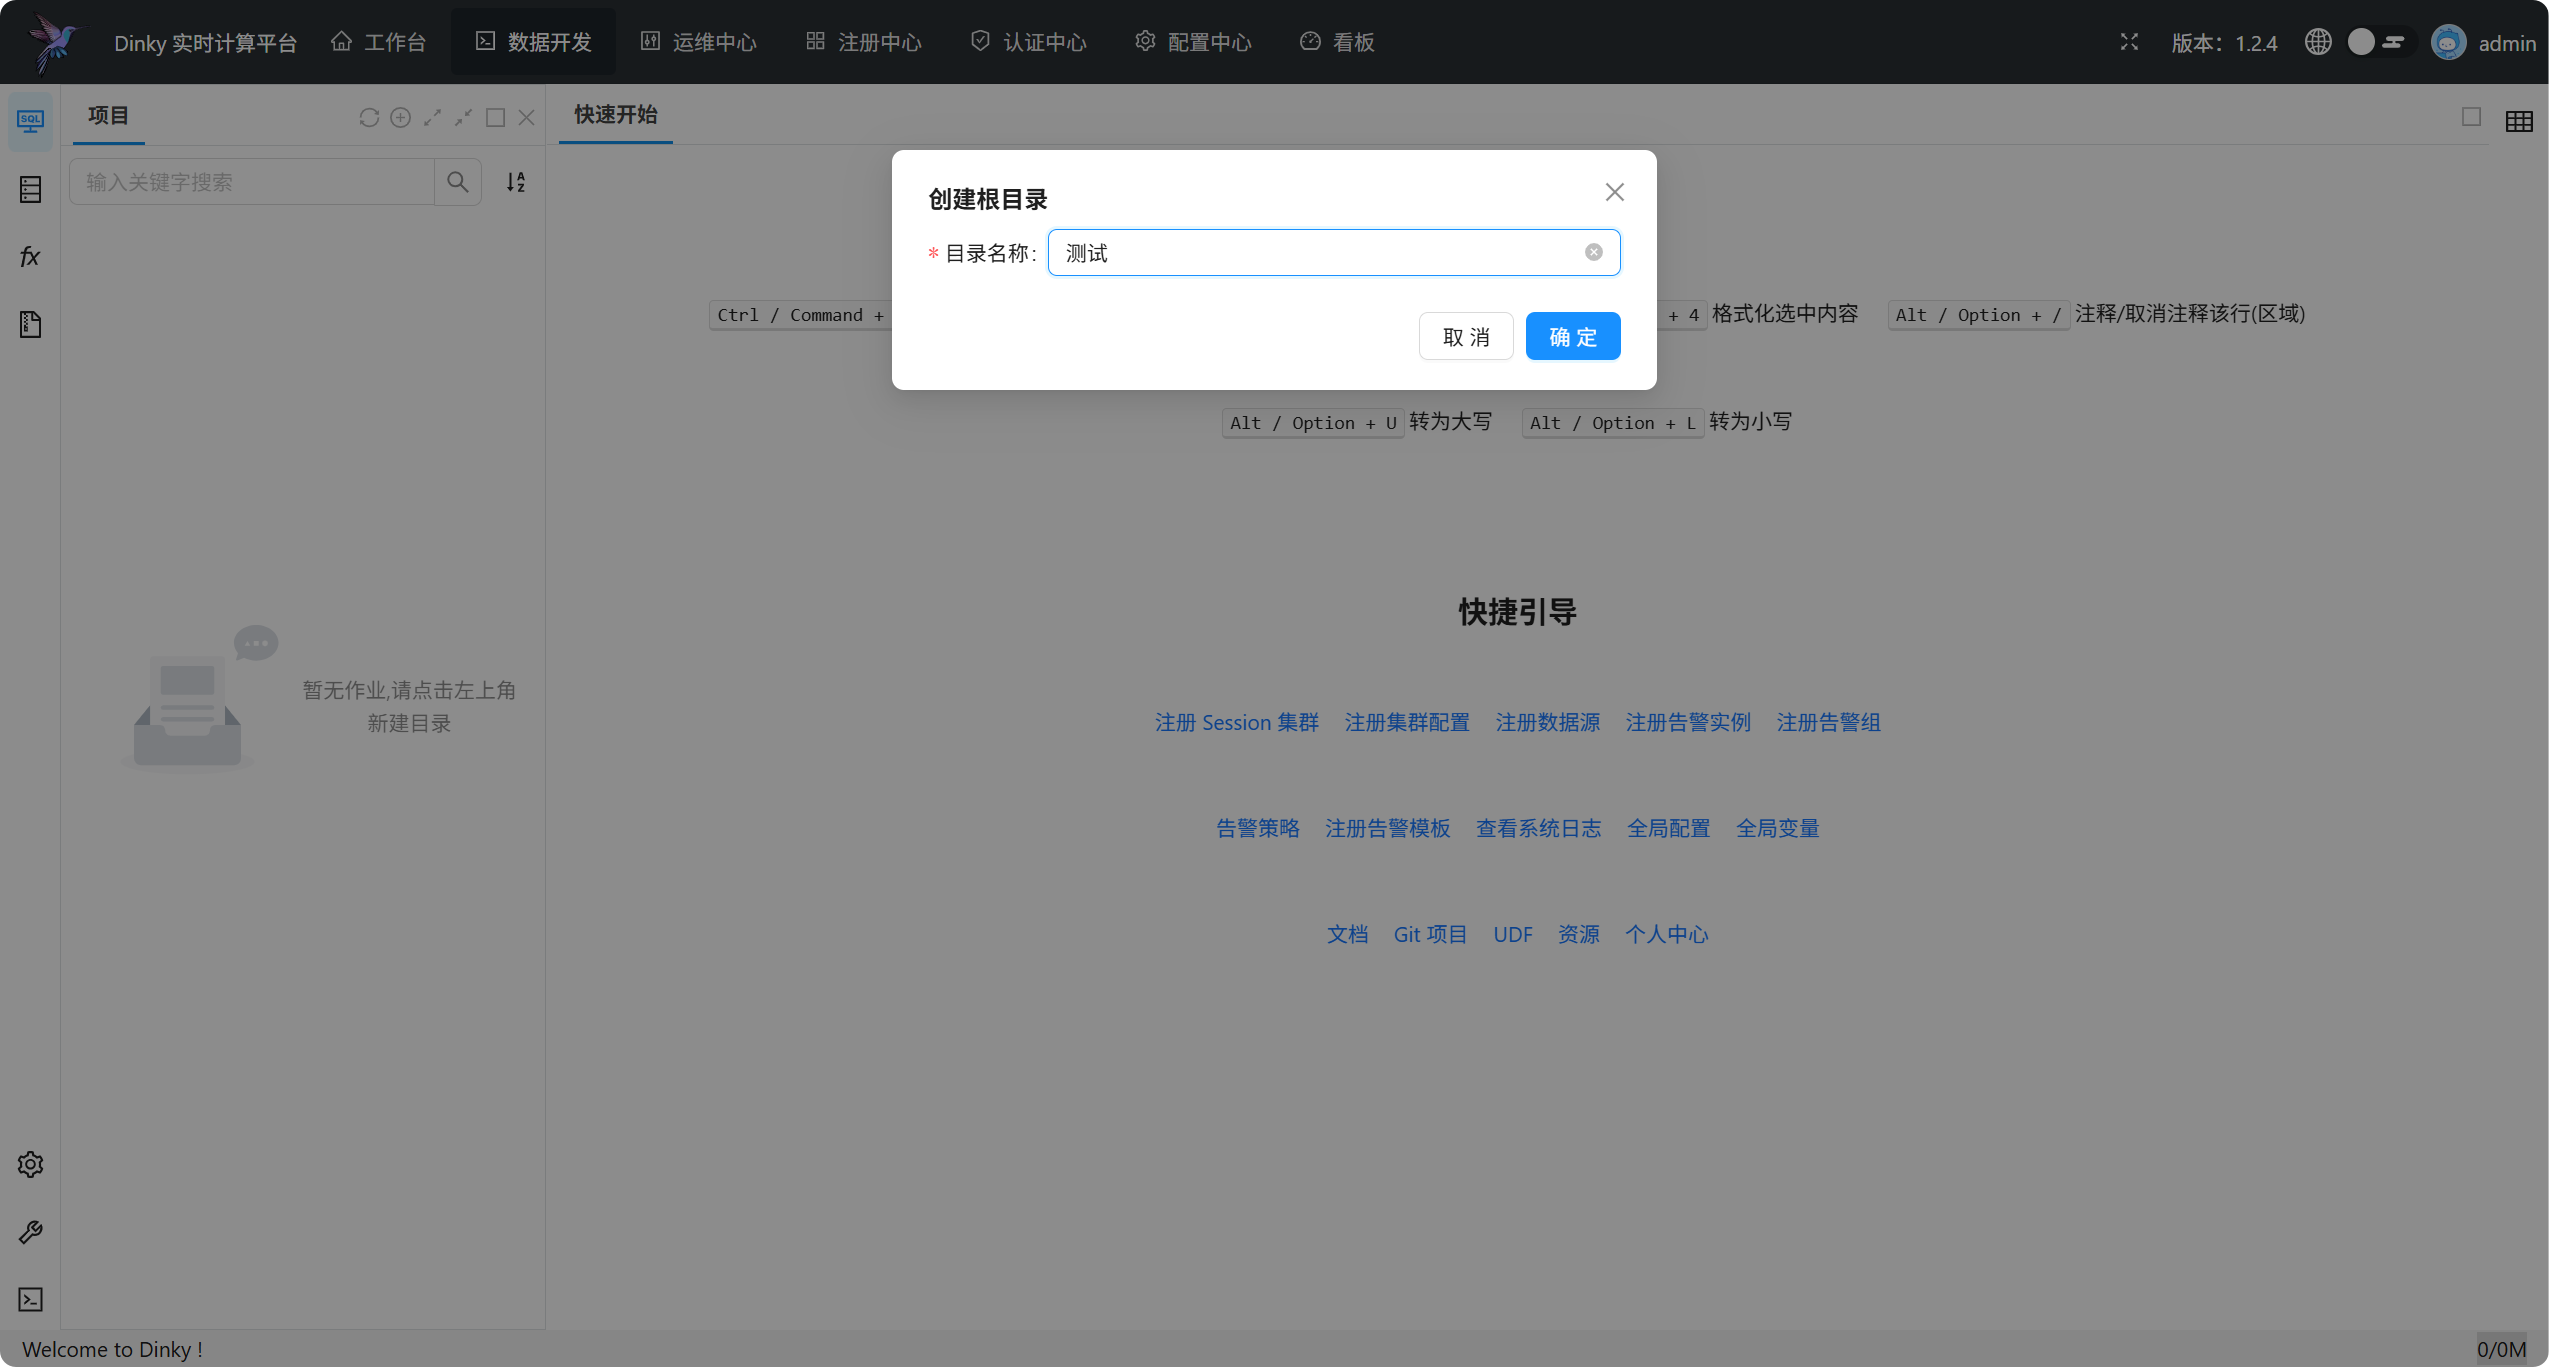 Dinky 实时计算平台 工作台 数据开发 运维中心 注册中心 认证中心 配置中心 看板 版本：1.2.4 admin
项目
快速开始
输入关键字搜索
创建根目录
* 目录名称: 测试
取 消 确 定
Ctrl / Command + + 4 格式化选中内容 Alt / Option + / 注释/取消注释该行(区域)
Alt / Option + U 转为大写 Alt / Option + L 转为小写
快捷引导
暂无作业,请点击左上角
新建目录
注册 Session 集群 注册集群配置 注册数据源 注册告警实例 注册告警组
告警策略 注册告警模板 查看系统日志 全局配置 全局变量
文档 Git 项目 UDF 资源 个人中心
Welcome to Dinky !
0/0M